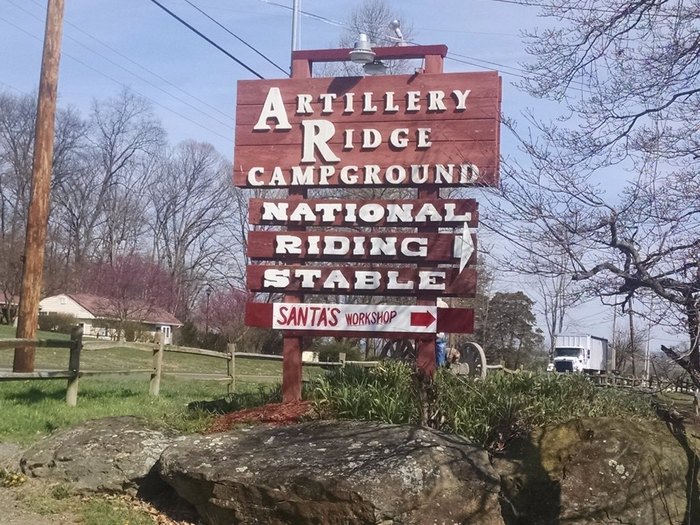 ARTILLERY
RIDGE
CAMPGROUND
NATIONAL
RIDING
STABLE
SANTA'S WORKSHOP